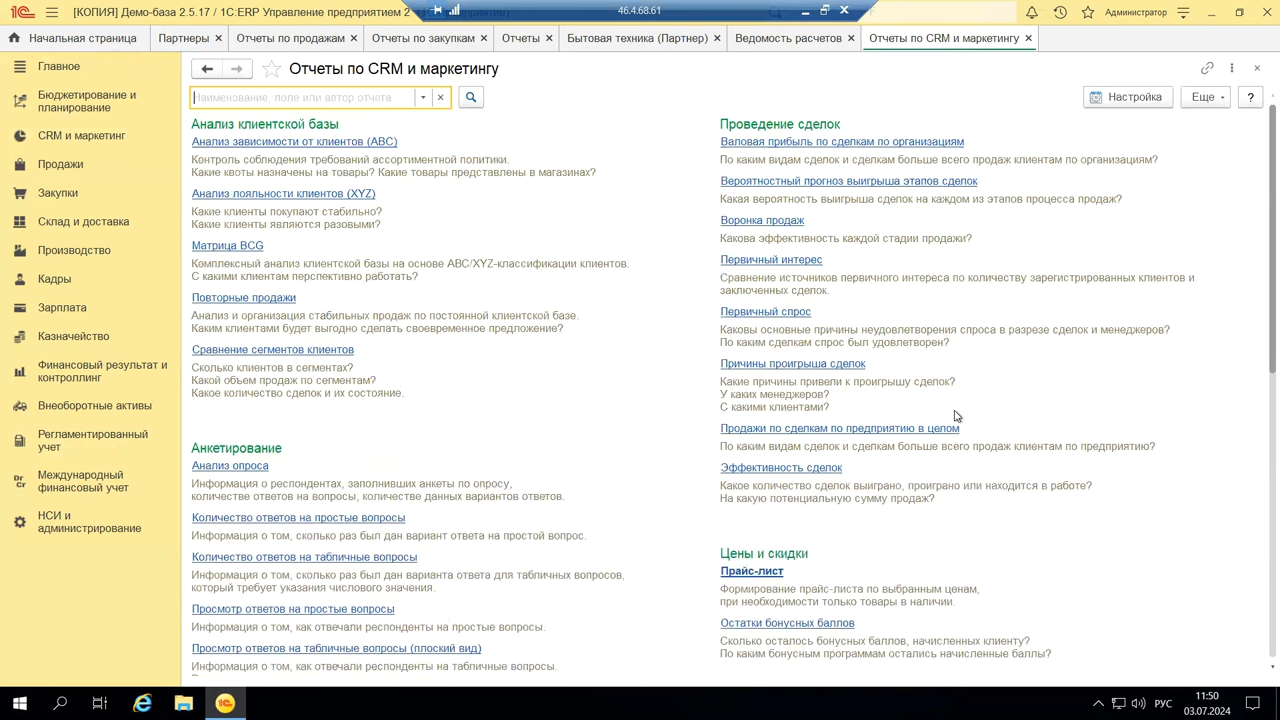 [КОПИЯ] Демо-база 2.5.17 / 1С:ERP Управление предприятием 2
46.4.68.61
Администратор
Начальная страница
Партнеры
Отчеты по продажам
Отчеты по закупкам
Отчеты
Бытовая техника (Партнер)
Ведомость расчетов
Отчеты по CRM и маркетингу
Главное
Бюджетирование и
планирование
CRM и маркетинг
Продажи
Закупки
Склад и доставка
Производство
Кадры
Зарплата
Казначейство
Финансовый результат и
контроллинг
Внеоборотные активы
Регламентированный
учет
Международный
финансовый учет
НСИ и
администрирование
Отчеты по CRM и маркетингу
Наименование, поле или автор отчета
Настройка
Еще
?
Анализ клиентской базы
Анализ зависимости от клиентов (ABC)
Контроль соблюдения требований ассортиментной политики.
Какие квоты назначены на товары? Какие товары представлены в магазинах?
Анализ лояльности клиентов (XYZ)
Какие клиенты покупают стабильно?
Какие клиенты являются разовыми?
Матрица BCG
Комплексный анализ клиентской базы на основе ABC/XYZ-классификации клиентов.
С какими клиентам перспективно работать?
Повторные продажи
Анализ и организация стабильных продаж по постоянной клиентской базе.
Каким клиентами будет выгодно сделать своевременное предложение?
Сравнение сегментов клиентов
Сколько клиентов в сегментах?
Какой объем продаж по сегментам?
Какое количество сделок и их состояние.
Анкетирование
Анализ опроса
Информация о респондентах, заполнивших анкеты по опросу,
количестве ответов на вопросы, количестве данных вариантов ответов.
Количество ответов на простые вопросы
Информация о том, сколько раз был дан вариант ответа на простой вопрос.
Количество ответов на табличные вопросы
Информация о том, сколько раз был дан варианта ответа для табличных вопросов,
который требует указания числового значения.
Просмотр ответов на простые вопросы
Информация о том, как отвечали респонденты на простые вопросы.
Просмотр ответов на табличные вопросы (плоский вид)
Информация о том, как отвечали респонденты на табличные вопросы.
Проведение сделок
Валовая прибыль по сделкам по организациям
По каким видам сделок и сделкам больше всего продаж клиентам по организациям?
Вероятностный прогноз выигрыша этапов сделок
Какая вероятность выигрыша сделок на каждом из этапов процесса продаж?
Воронка продаж
Какова эффективность каждой стадии продажи?
Первичный интерес
Сравнение источников первичного интереса по количеству зарегистрированных клиентов и
заключенных сделок.
Первичный спрос
Каковы основные причины неудовлетворения спроса в разрезе сделок и менеджеров?
По каким сделкам спрос был удовлетворен?
Причины проигрыша сделок
Какие причины привели к проигрышу сделок?
У каких менеджеров?
С какими клиентами?
Продажи по сделкам по предприятию в целом
По каким видам сделок и сделкам больше всего продаж клиентам по предприятию?
Эффективность сделок
Какое количество сделок выиграно, проиграно или находится в работе?
На какую потенциальную сумму продаж?
Цены и скидки
Прайс-лист
Формирование прайс-листа по выбранным ценам,
при необходимости только товары в наличии.
Остатки бонусных баллов
Сколько осталось бонусных баллов, начисленных клиенту?
По каким бонусным программам остались начисленные баллы?
РУС
11:50
03.07.2024